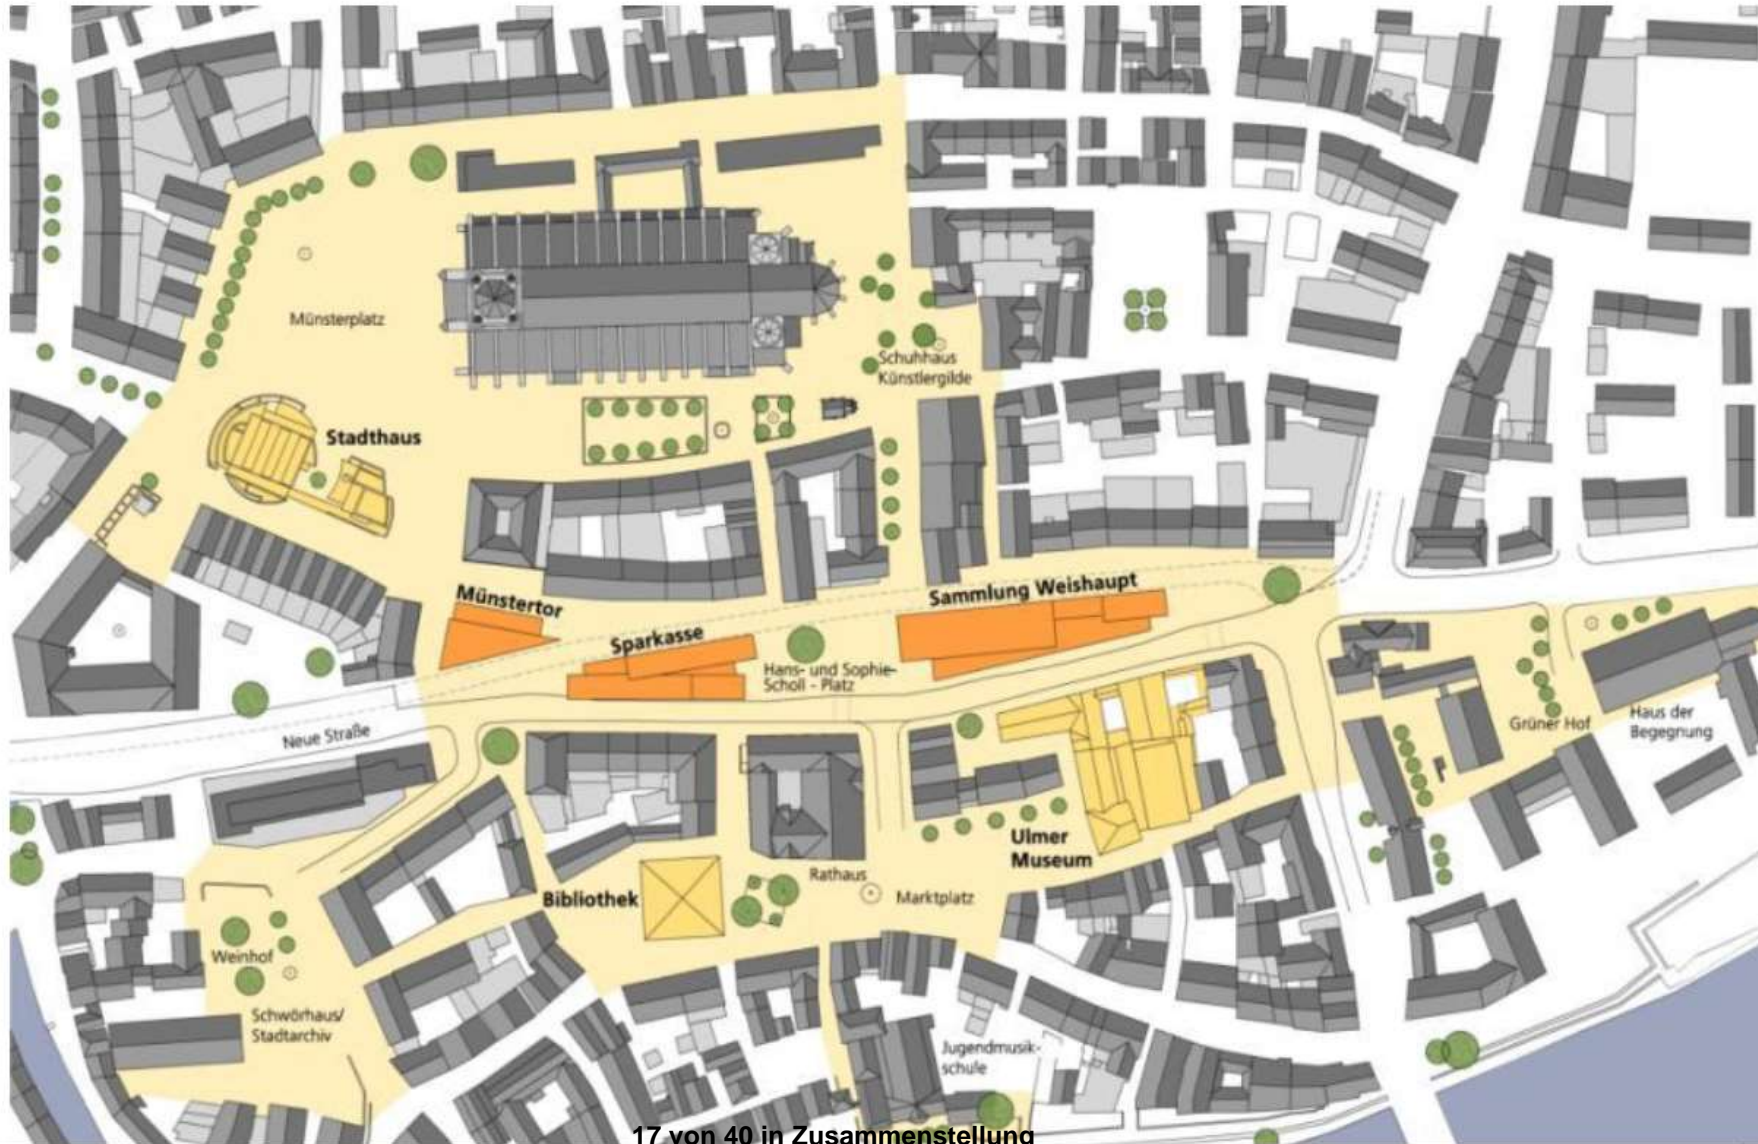 Münsterplatz
Schuhhaus
Künstlergilde
Stadthaus
Münstertor
Sammlung Weishaupt
Sparkasse
Hans- und Sophie-
Scholl - Platz
Neue Straße
Grüner Hof
Haus der
Begegnung
Ulmer
Museum
Rathaus
Bibliothek
Marktplatz
Weinhof
Schwörhaus/
Stadtarchiv
Jugendmusik-
schule
17 von 40 in Zusammenstellung